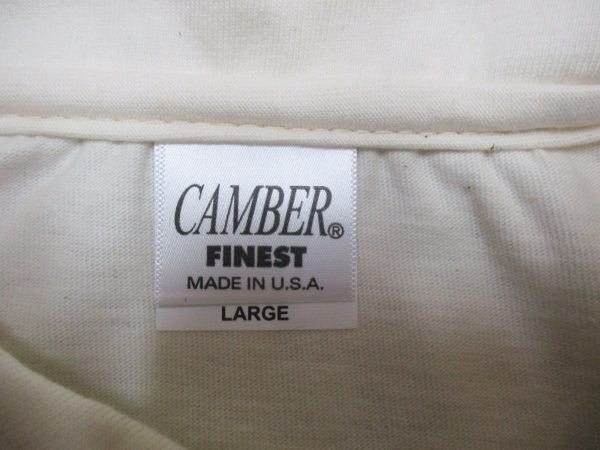 CAMBER®
FINEST
MADE IN U.S.A.
LARGE